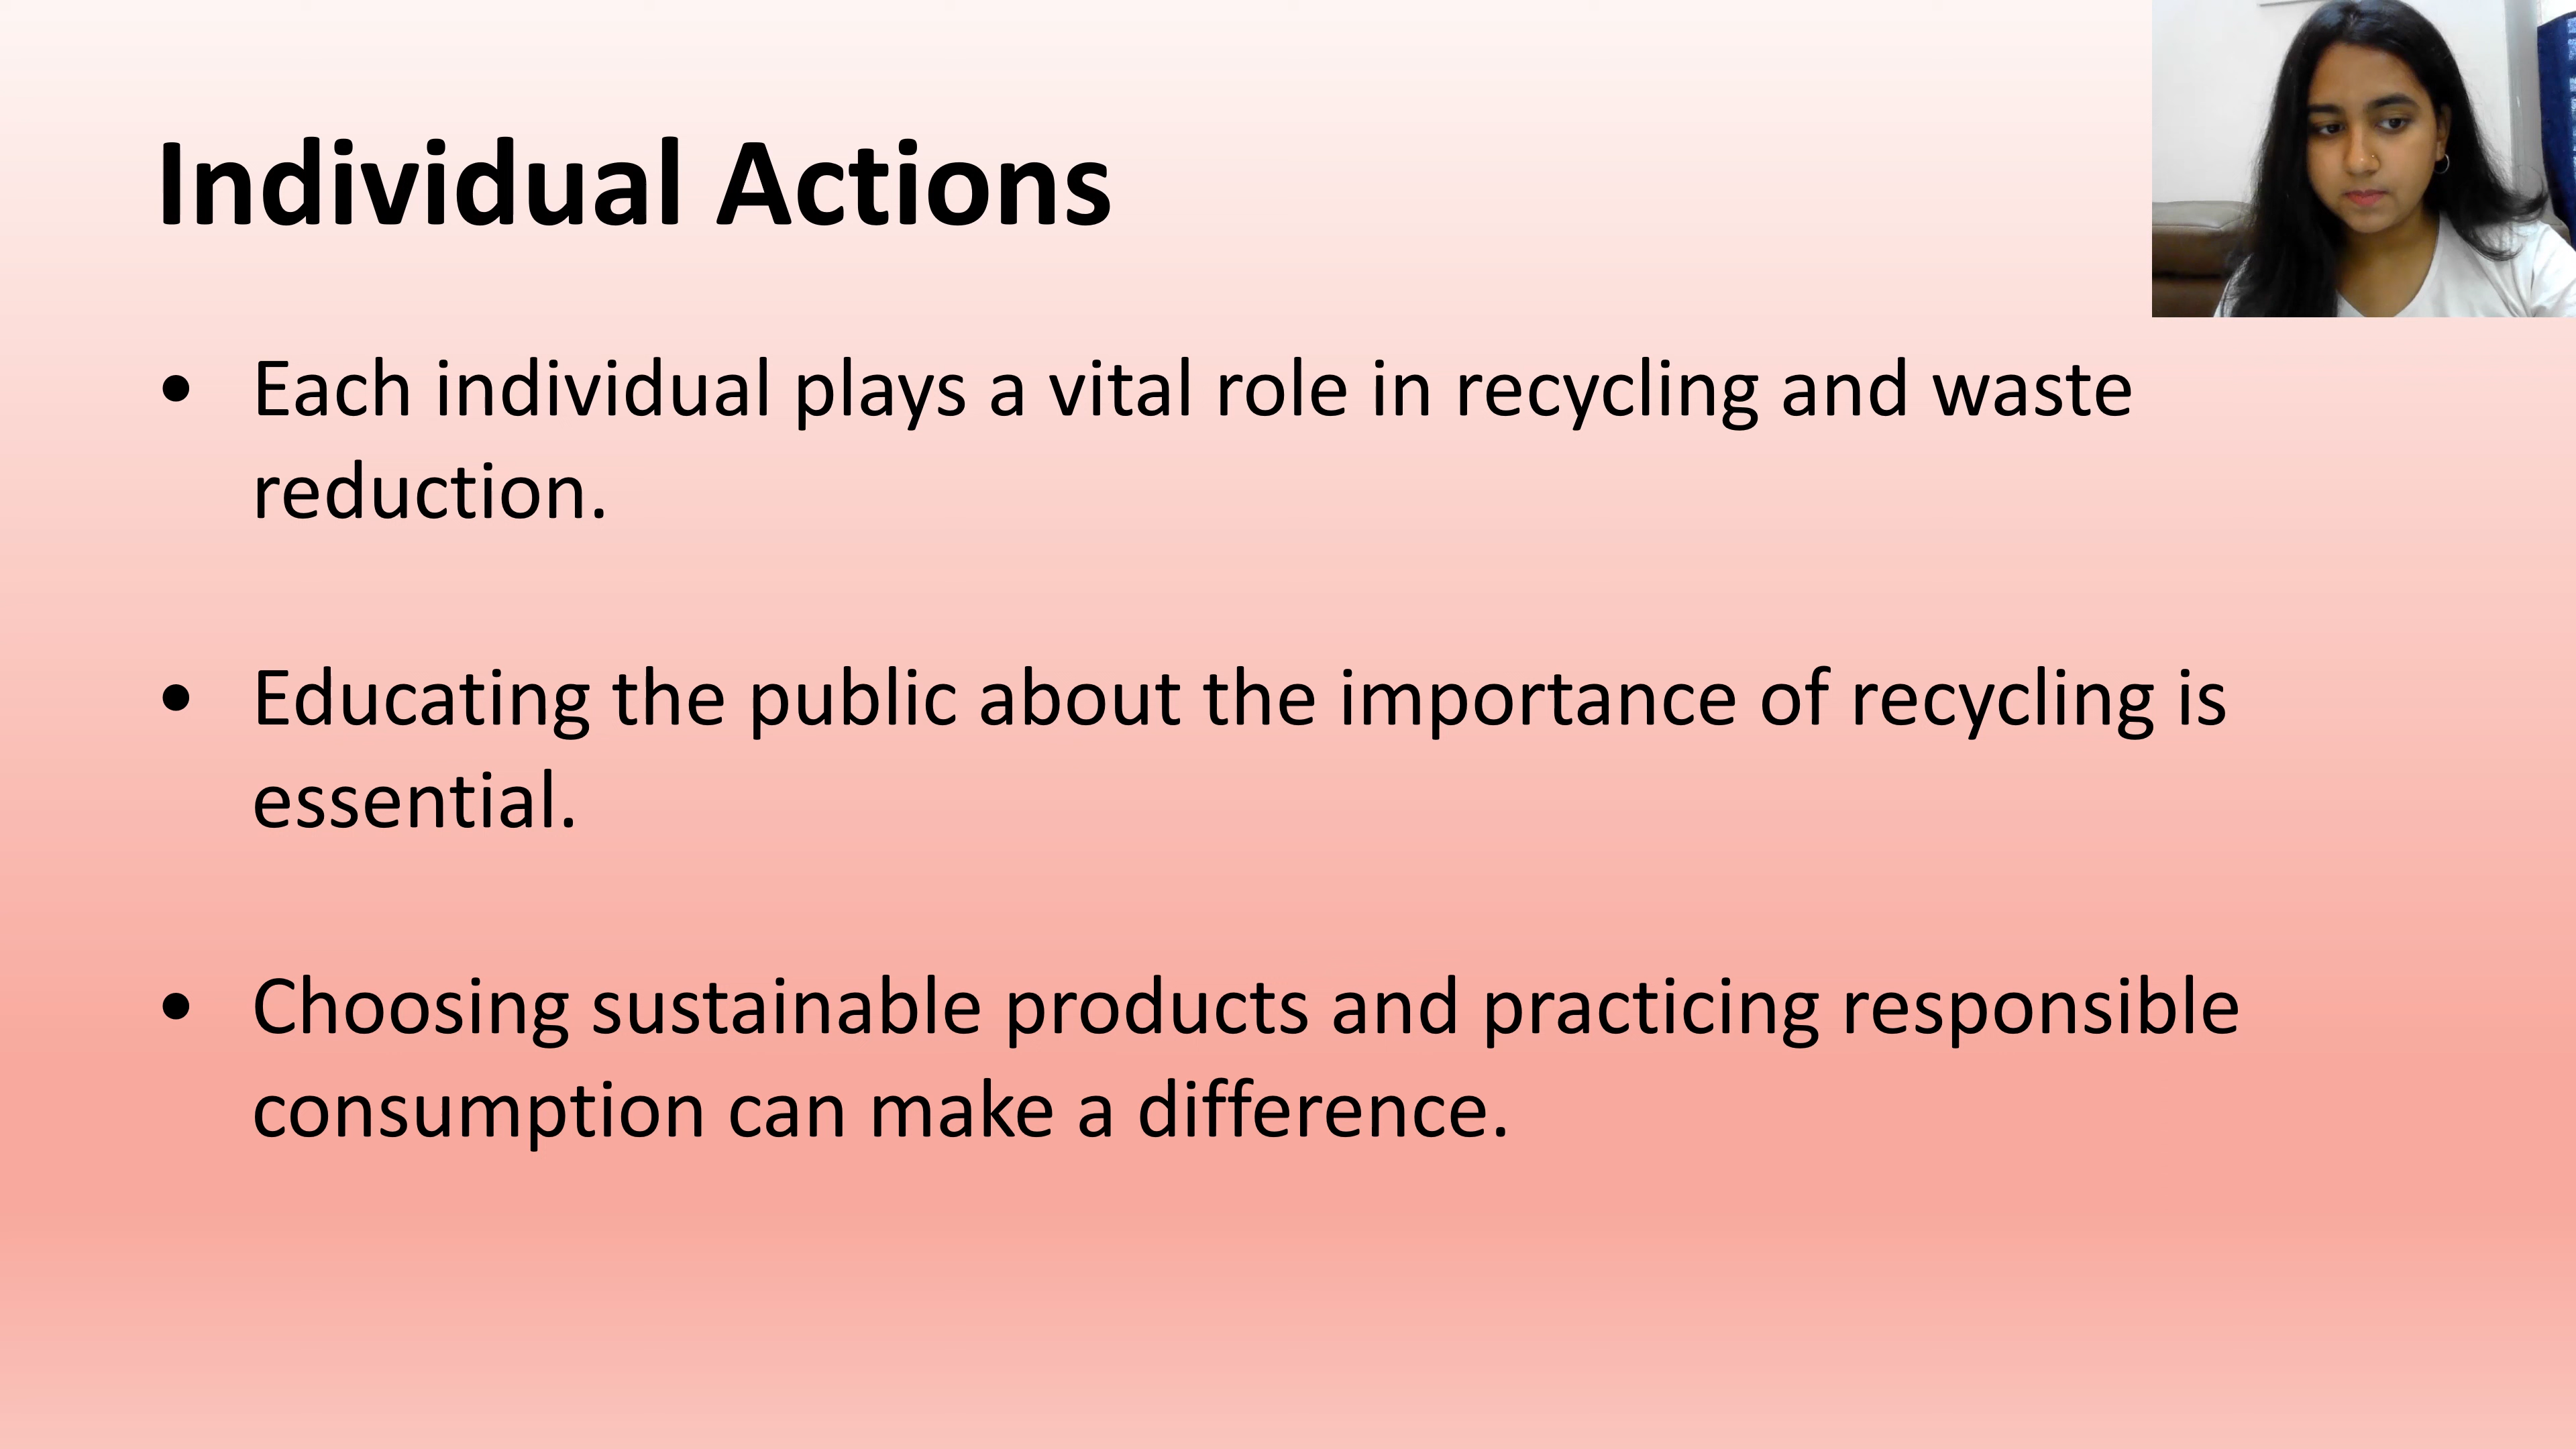 Individual Actions
• Each individual plays a vital role in recycling and waste
reduction.
• Educating the public about the importance of recycling is
essential.
• Choosing sustainable products and practicing responsible
consumption can make a difference.